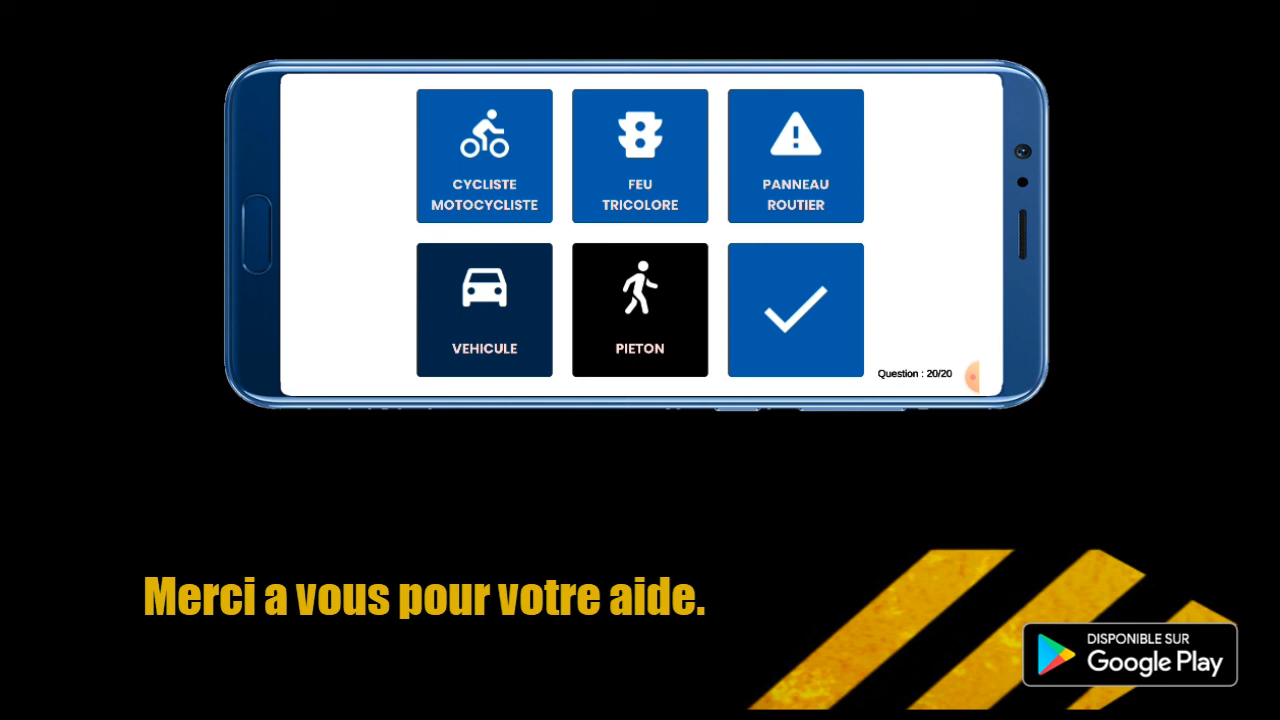 CYCLISTE
MOTOCYCLISTE
FEU
TRICOLORE
PANNEAU
ROUTIER
VEHICULE
PIETON
Question : 20/20
Merci a vous pour votre aide.
DISPONIBLE SUR
Google Play